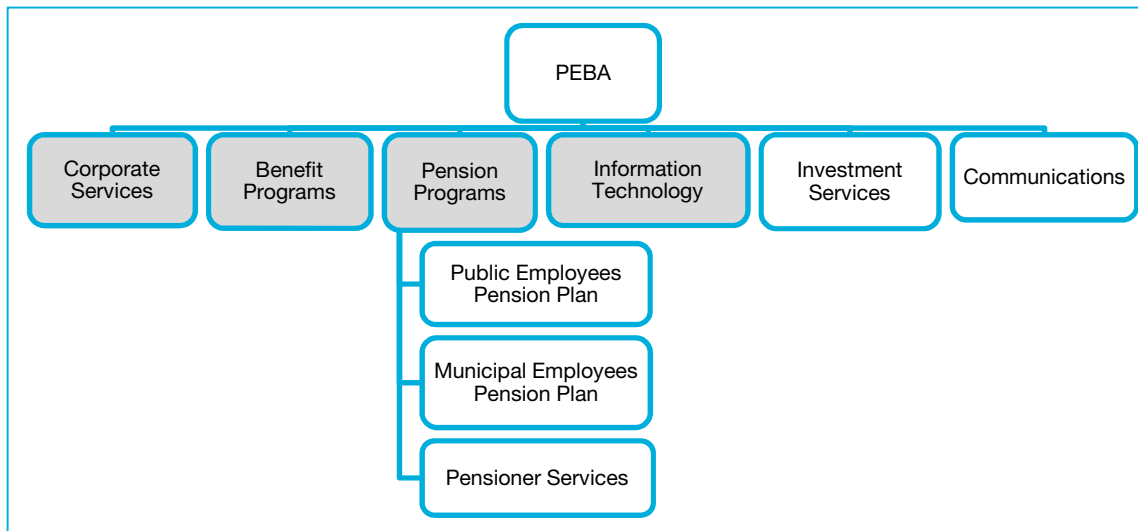 PEBA
Corporate
Services
Benefit
Programs
Pension
Programs
Information
Technology
Investment
Services
Communications
Public Employees
Pension Plan
Municipal Employees
Pension Plan
Pensioner Services